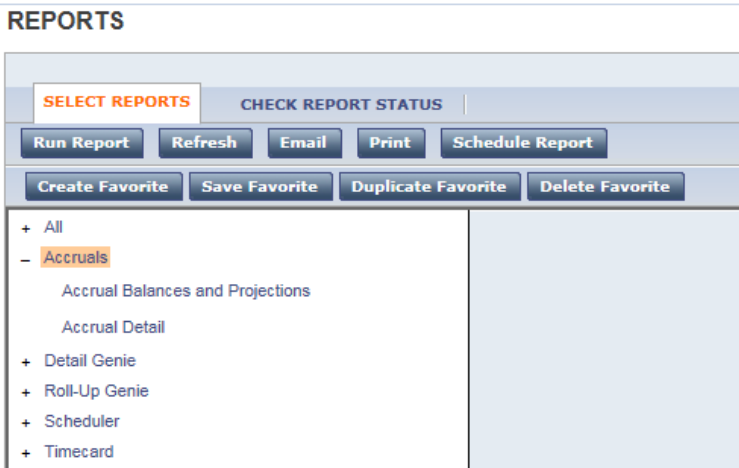 REPORTS
SELECT REPORTS CHECK REPORT STATUS
Run Report Refresh Email Print Schedule Report
Create Favorite Save Favorite Duplicate Favorite Delete Favorite
+ All
– Accruals
Accrual Balances and Projections
Accrual Detail
+ Detail Genie
+ Roll-Up Genie
+ Scheduler
+ Timecard